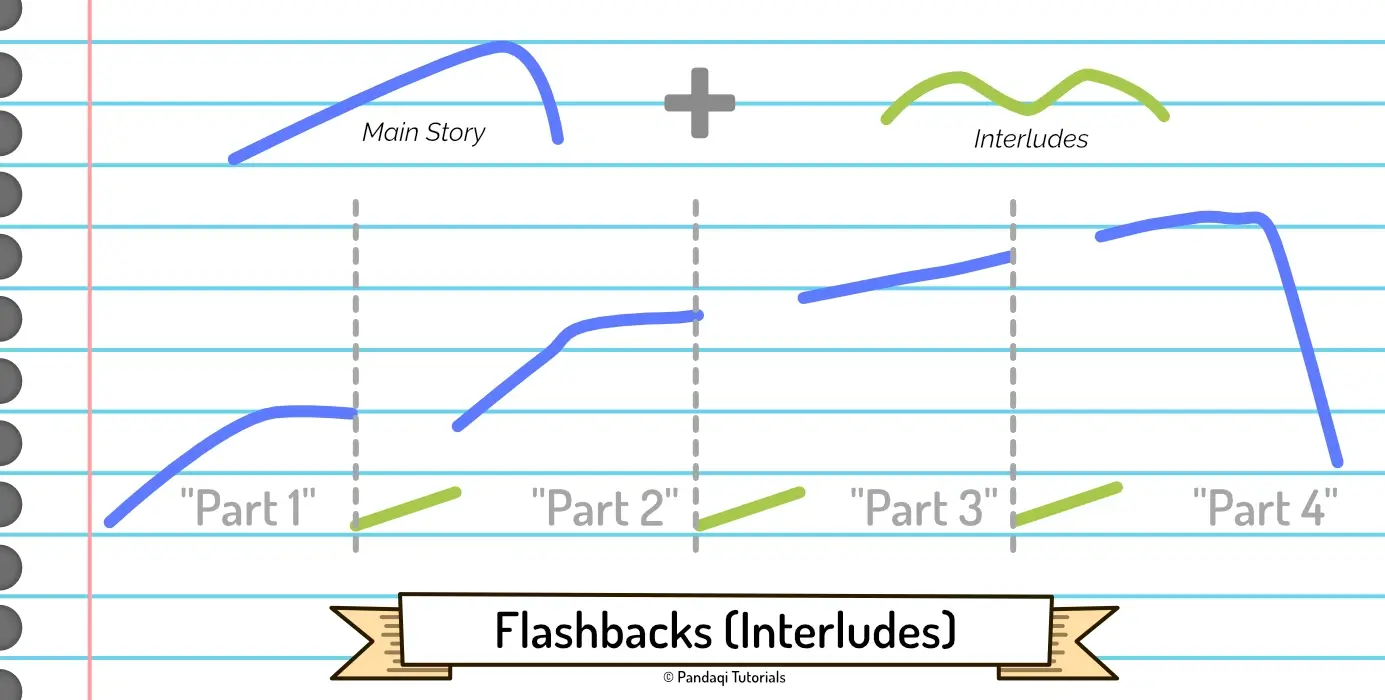 Main Story
Interludes
"Part 1"
"Part 2"
"Part 3"
"Part 4"
Flashbacks (Interludes)
© Pandaqi Tutorials